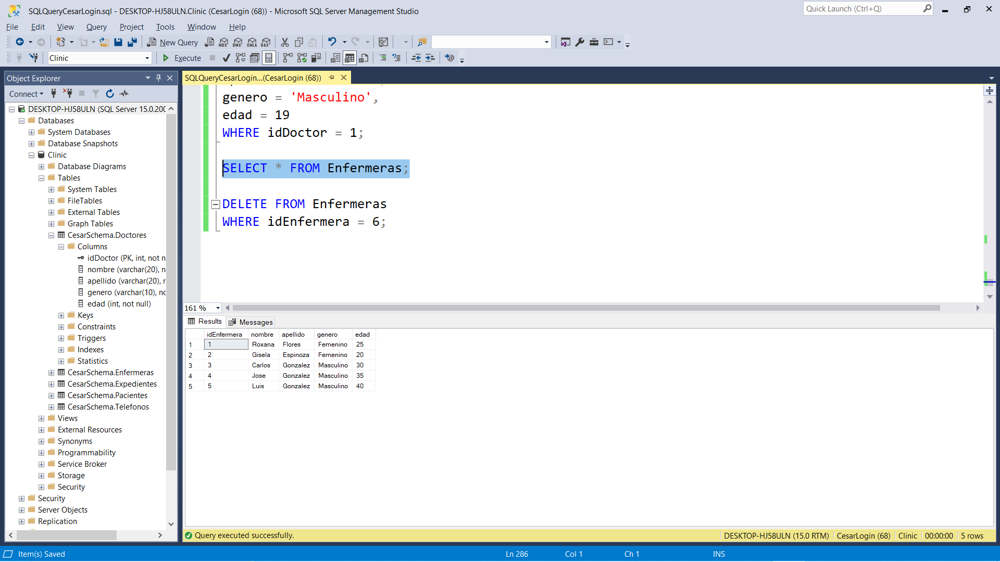 SQLQueryCesarLogin.sql - DESKTOP-HJ58ULN.Clinic (CesarLogin (68)) - Microsoft SQL Server Management Studio
Quick Launch (Ctrl+Q)
File Edit View Query Project Tools Window Help
New Query MDX DMX XMLA DAX
Clinic Execute
Object Explorer
SQLQueryCesarLogin...(CesarLogin (68))
Connect
DESKTOP-HJ58ULN (SQL Server 15.0.200
Databases
System Databases
Database Snapshots
Clinic
Database Diagrams
Tables
System Tables
FileTables
External Tables
Graph Tables
CesarSchema.Doctores
Columns
idDoctor (PK, int, not n
nombre (varchar(20), n
apellido (varchar(20), r
genero (varchar(10), nc
edad (int, not null)
Keys
Constraints
Triggers
Indexes
Statistics
CesarSchema.Enfermeras
CesarSchema.Expedientes
CesarSchema.Pacientes
CesarSchema.Telefonos
Views
External Resources
Synonyms
Programmability
Service Broker
Storage
Security
Security
Server Objects
Replication
genero = 'Masculino',
edad = 19
WHERE idDoctor = 1;
SELECT * FROM Enfermeras;
DELETE FROM Enfermeras
WHERE idEnfermera = 6;
161 %
Results Messages
idEnfermera nombre apellido genero edad
1 1 Roxana Flores Femenino 25
2 2 Gisela Espinoza Femenino 20
3 3 Carlos Gonzalez Masculino 30
4 4 Jose Gonzalez Masculino 35
5 5 Luis Gonzalez Masculino 40
Query executed successfully.
DESKTOP-HJ58ULN (15.0 RTM) CesarLogin (68) Clinic 00:00:00 5 rows
Item(s) Saved Ln 286 Col 1 Ch 1 INS